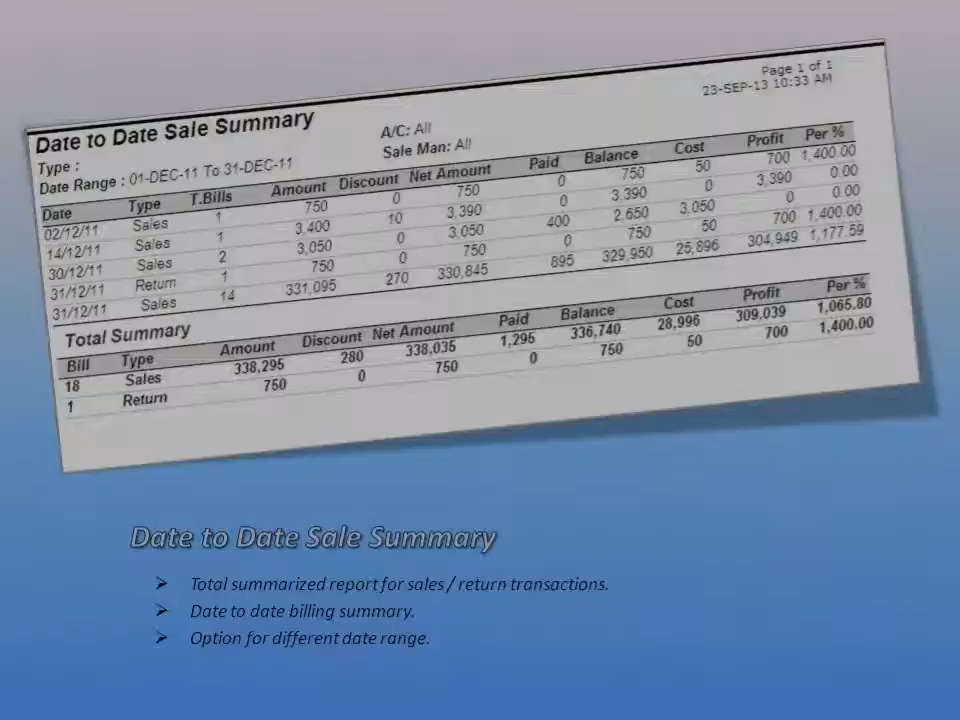 Page 1 of 1
23-SEP-13 10:33 AM
Date to Date Sale Summary
Type :
A/C: All
Date Range : 01-DEC-11 To 31-DEC-11
Sale Man: All
Date Type T.Bills Amount Discount Net Amount Paid Balance Cost Profit Per %
02/12/11 Sales 1 750 0 750 0 750 50 700 1,400.00
14/12/11 Sales 1 3,400 10 3,390 0 3,390 0 3,390 0.00
30/12/11 Sales 2 3,050 0 3,050 400 2,650 3,050 0 0.00
31/12/11 Return 1 750 0 750 0 750 50 700 1,400.00
31/12/11 Sales 14 331,095 270 330,845 895 329,950 25,896 304,949 1,177.59
Total Summary
Bill Type Amount Discount Net Amount Paid Balance Cost Profit Per %
18 Sales 338,295 280 338,035 1,295 336,740 28,996 309,039 1,065.80
1 Return 750 0 750 0 750 50 700 1,400.00
Date to Date Sale Summary
➢ Total summarized report for sales / return transactions.
➢ Date to date billing summary.
➢ Option for different date range.